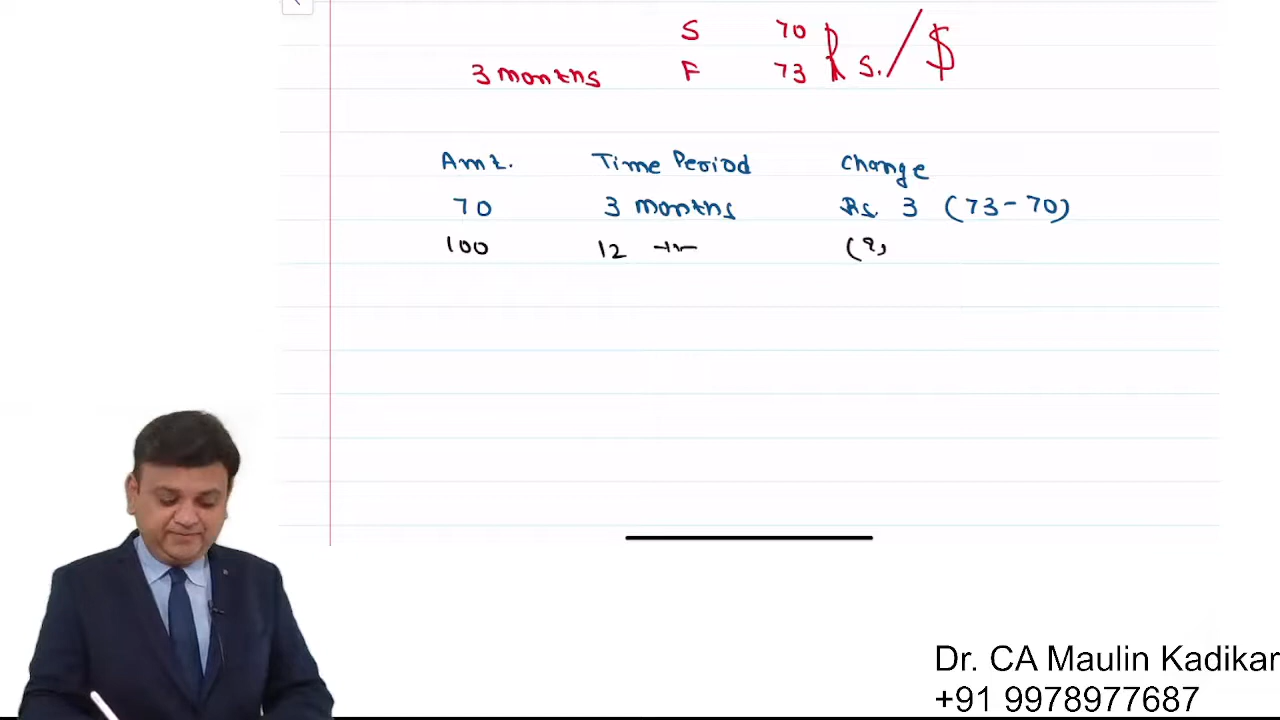 S 70
3 months F 73 Rs./$
Amt. Time Period Change
70 3 months Rs. 3 (73-70)
100 12 (?)
Dr. CA Maulin Kadikar
+91 9978977687